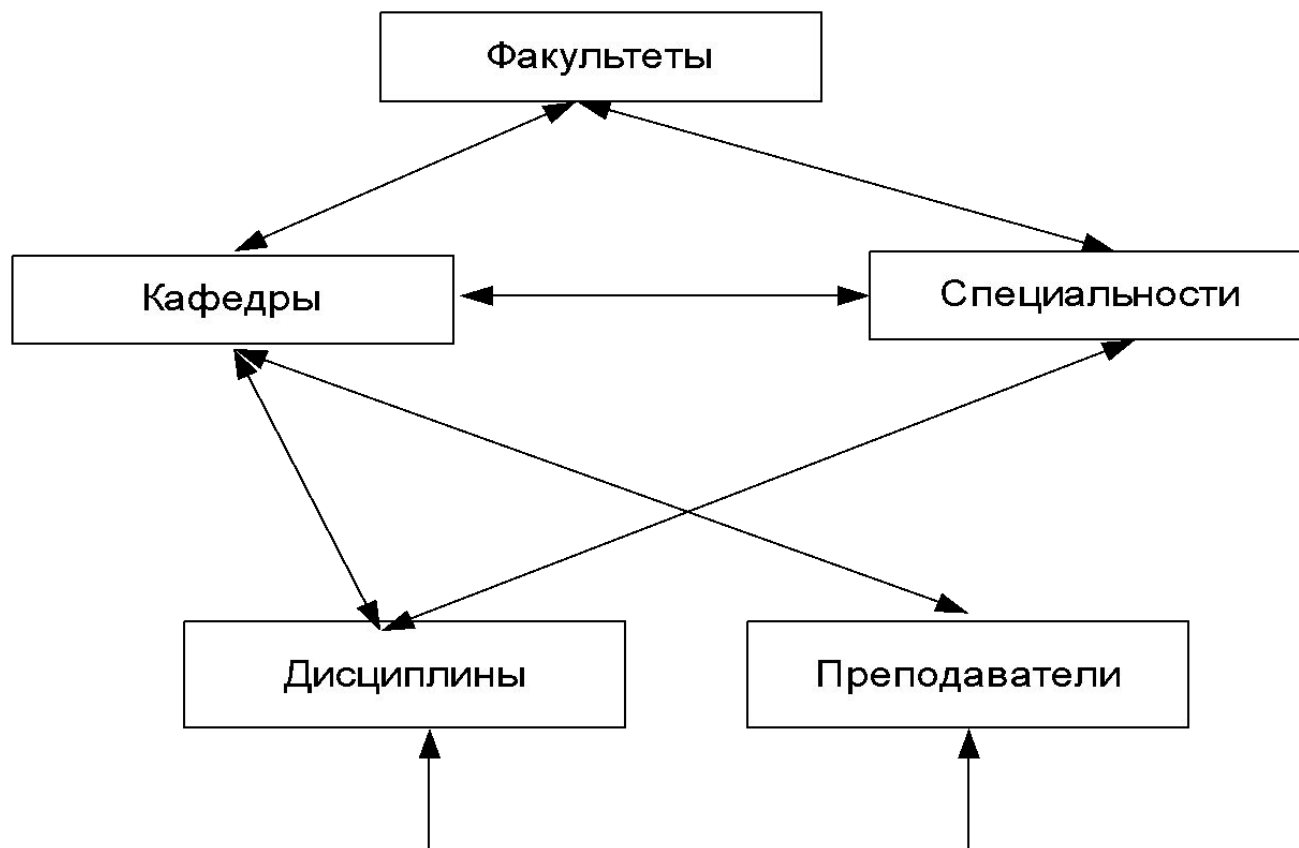 Факультеты
Кафедры
Специальности
Дисциплины
Преподаватели